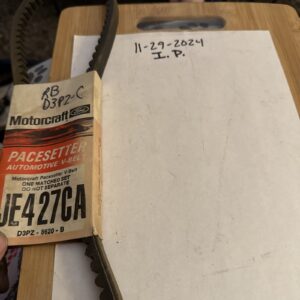 11-29-2024
I.P.
RB
D3PZ-C
Motorcraft Ford
PACESETTER
AUTOMOTIVE V-BELT
Motorcraft Pacesetter V-Belt
ONE MATCHED SET
DO NOT SEPARATE
JE427CA
D3PZ - 8620 - B